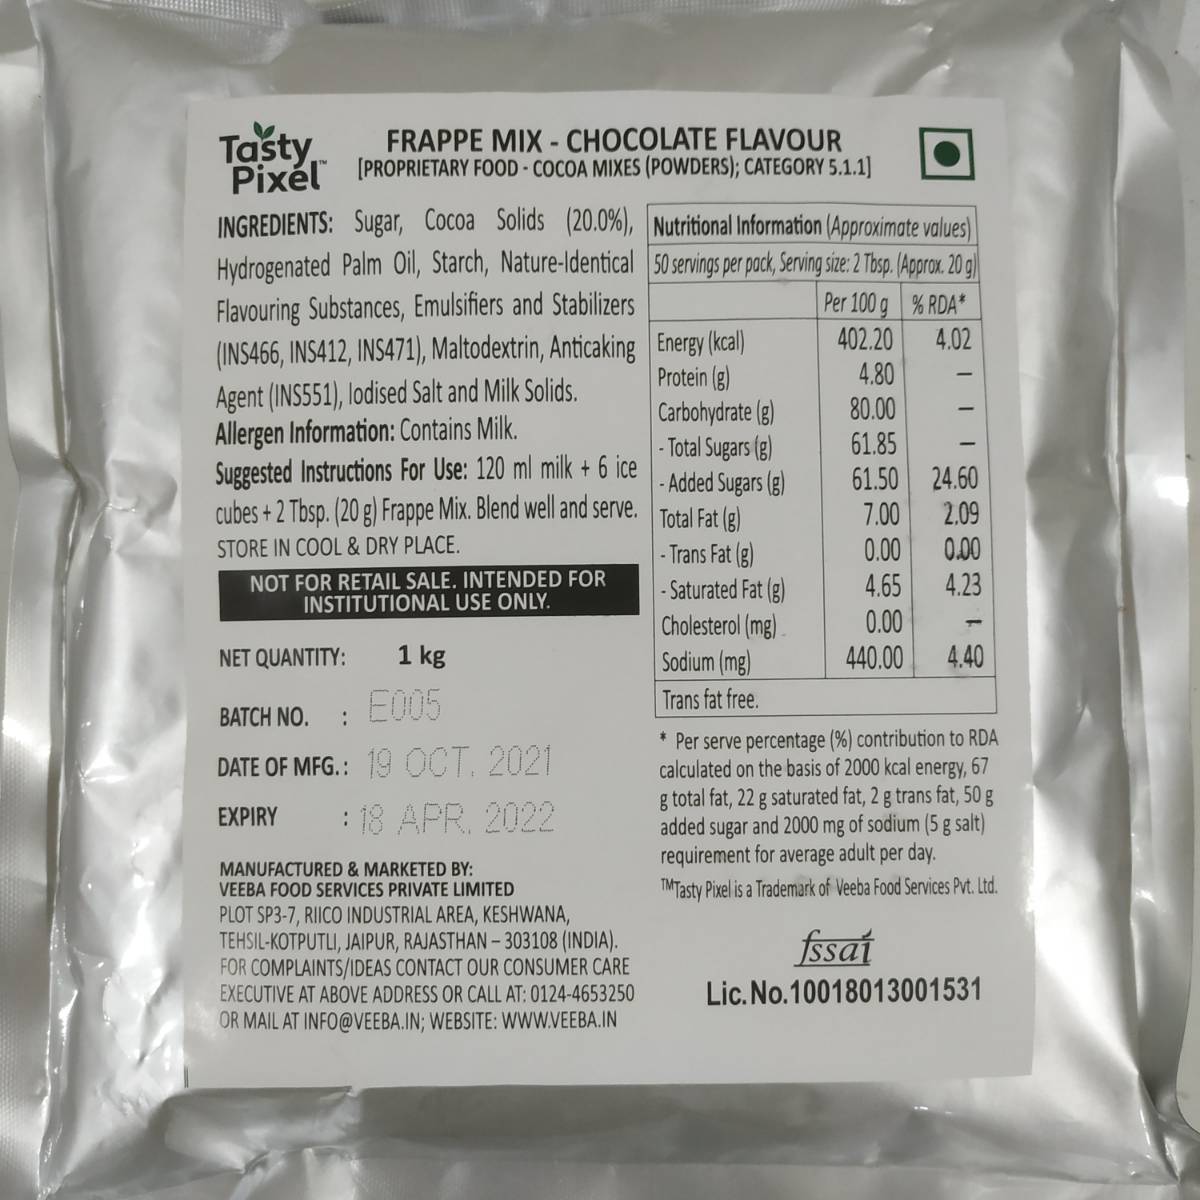 Tasty
Pixel™
FRAPPE MIX - CHOCOLATE FLAVOUR
[PROPRIETARY FOOD - COCOA MIXES (POWDERS); CATEGORY 5.1.1]
INGREDIENTS: Sugar, Cocoa Solids (20.0%),
Hydrogenated Palm Oil, Starch, Nature-Identical
Flavouring Substances, Emulsifiers and Stabilizers
(INS466, INS412, INS471), Maltodextrin, Anticaking
Agent (INS551), Iodised Salt and Milk Solids.
Allergen Information: Contains Milk.
Suggested Instructions For Use: 120 ml milk + 6 ice
cubes + 2 Tbsp. (20 g) Frappe Mix. Blend well and serve.
STORE IN COOL & DRY PLACE.
NOT FOR RETAIL SALE. INTENDED FOR
INSTITUTIONAL USE ONLY.
NET QUANTITY: 1 kg
BATCH NO. : E005
DATE OF MFG. : 19 OCT. 2021
EXPIRY : 18 APR. 2022
MANUFACTURED & MARKETED BY:
VEEBA FOOD SERVICES PRIVATE LIMITED
PLOT SP3-7, RIICO INDUSTRIAL AREA, KESHWANA,
TEHSIL-KOTPUTLI, JAIPUR, RAJASTHAN – 303108 (INDIA).
FOR COMPLAINTS/IDEAS CONTACT OUR CONSUMER CARE
EXECUTIVE AT ABOVE ADDRESS OR CALL AT: 0124-4653250
OR MAIL AT INFO@VEEBA.IN; WEBSITE: WWW.VEEBA.IN
Nutritional Information (Approximate values)
50 servings per pack, Serving size: 2 Tbsp. (Approx. 20 g)
Per 100 g % RDA*
Energy (kcal) 402.20 4.02
Protein (g) 4.80 –
Carbohydrate (g) 80.00 –
- Total Sugars (g) 61.85 –
- Added Sugars (g) 61.50 24.60
Total Fat (g) 7.00 2.09
- Trans Fat (g) 0.00 0.00
- Saturated Fat (g) 4.65 4.23
Cholesterol (mg) 0.00 –
Sodium (mg) 440.00 4.40
Trans fat free.
* Per serve percentage (%) contribution to RDA
calculated on the basis of 2000 kcal energy, 67
g total fat, 22 g saturated fat, 2 g trans fat, 50 g
added sugar and 2000 mg of sodium (5 g salt)
requirement for average adult per day.
™Tasty Pixel is a Trademark of Veeba Food Services Pvt. Ltd.
fssai
Lic. No. 10018013001531